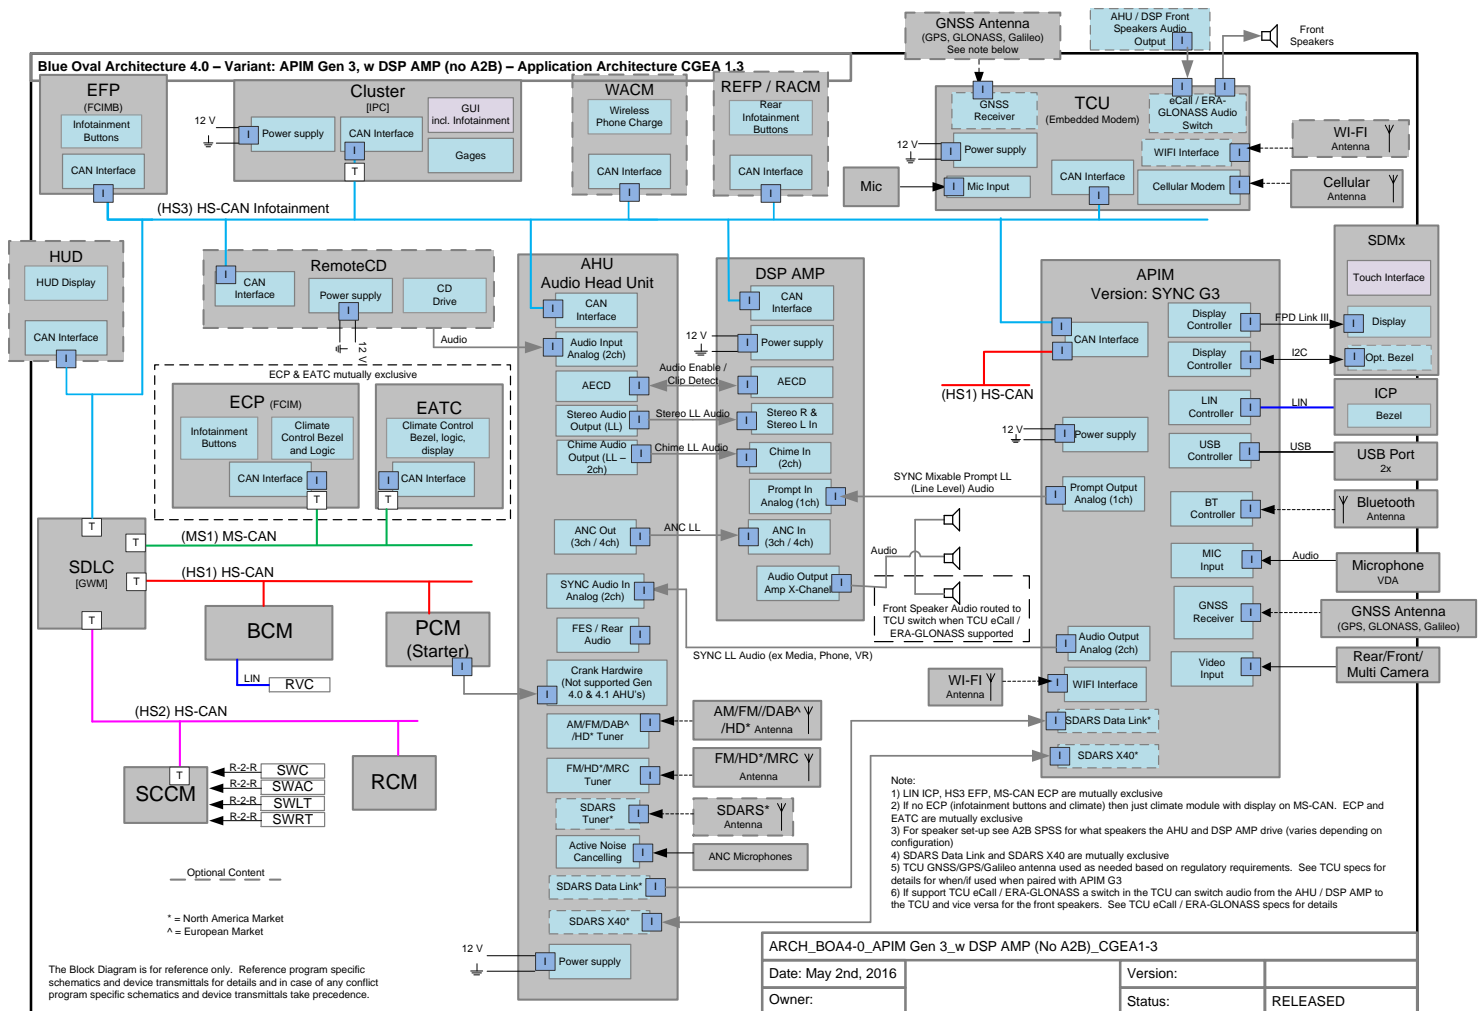 Blue Oval Architecture 4.0 – Variant: APIM Gen 3, w DSP AMP (no A2B) – Application Architecture CGEA 1.3
EFP
(FCIMB)
Infotainment
Buttons
CAN Interface
I
Cluster
[IPC]
GUI
incl. Infotainment
12 V
I
Power supply
CAN Interface
I
T
Gages
WACM
Wireless
Phone Charge
CAN Interface
I
REFP / RACM
Rear
Infotainment
Buttons
CAN Interface
I
GNSS Antenna
(GPS, GLONASS, Galileo)
See note below
AHU / DSP Front
Speakers Audio
Output
I
Front
Speakers
I
I
I
GNSS
Receiver
TCU
(Embedded Modem)
eCall / ERA-
GLONASS Audio
Switch
12 V
I
Power supply
WIFI Interface
I
WI-FI
Antenna
Mic
I
Mic Input
CAN Interface
I
Cellular Modem
I
Cellular
Antenna
(HS3) HS-CAN Infotainment
HUD
HUD Display
CAN Interface
I
RemoteCD
I
CAN
Interface
Power supply
I
12 V
CD
Drive
Audio
ECP & EATC mutually exclusive
ECP (FCIM)
Infotainment
Buttons
Climate
Control Bezel
and Logic
CAN Interface
I
T
EATC
Climate Control
Bezel, logic,
display
I
CAN Interface
T
T
T
T
SDLC
[GWM]
(MS1) MS-CAN
(HS1) HS-CAN
BCM
LIN
RVC
PCM
(Starter)
I
(HS2) HS-CAN
T
SCCM
R-2-R
SWC
R-2-R
SWAC
R-2-R
SWLT
R-2-R
SWRT
RCM
AHU
Audio Head Unit
I
CAN
Interface
I
Audio Input
Analog (2ch)
AECD
I
Audio Enable /
Clip Detect
Stereo Audio
Output (LL)
I
Stereo LL Audio
Chime Audio
Output (LL –
2ch)
I
Chime LL Audio
ANC Out
(3ch / 4ch)
I
ANC LL
SYNC Audio In
Analog (2ch)
I
FES / Rear
Audio
I
I
Crank Hardwire
(Not supported Gen
4.0 & 4.1 AHU's)
AM/FM/DAB^
/HD* Tuner
I
AM/FM//DAB^
/HD* Antenna
FM/HD*/MRC
Tuner
I
FM/HD*/MRC
Antenna
SDARS
Tuner*
I
SDARS*
Antenna
Active Noise
Cancelling
I
ANC Microphones
SDARS Data Link*
I
SDARS X40*
I
12 V
I
Power supply
DSP AMP
I
CAN
Interface
12 V
I
Power supply
I
AECD
I
Stereo R &
Stereo L In
I
Chime In
(2ch)
Prompt In
Analog (1ch)
I
I
ANC In
(3ch / 4ch)
Audio Output
Amp X-Channel
I
Audio
Front Speaker Audio routed to
TCU switch when TCU eCall /
ERA-GLONASS supported
SYNC Mixable Prompt LL
(Line Level) Audio
SYNC LL Audio (ex Media, Phone, VR)
(HS1) HS-CAN
APIM
Version: SYNC G3
I
I
CAN Interface
Display
Controller
I
FPD Link III
Display
Controller
I
I2C
LIN
Controller
I
LIN
12 V
I
Power supply
USB
Controller
I
USB
I
Prompt Output
Analog (1ch)
BT
Controller
I
MIC
Input
I
Audio
GNSS
Receiver
I
I
Audio Output
Analog (2ch)
Video
Input
I
WI-FI
Antenna
I
WIFI Interface
I
SDARS Data Link*
I
SDARS X40*
SDMx
Touch Interface
I
Display
I
Opt. Bezel
ICP
Bezel
USB Port
2x
Bluetooth
Antenna
Microphone
VDA
GNSS Antenna
(GPS, GLONASS, Galileo)
Rear/Front/
Multi Camera
Note:
1) LIN ICP, HS3 EFP, MS-CAN ECP are mutually exclusive
2) If no ECP (infotainment buttons and climate) then just climate module with display on MS-CAN.  ECP and
EATC are mutually exclusive
3) For speaker set-up see A2B SPSS for what speakers the AHU and DSP AMP drive (varies depending on
configuration)
4) SDARS Data Link and SDARS X40 are mutually exclusive
5) TCU GNSS/GPS/Galileo antenna used as needed based on regulatory requirements.  See TCU specs for
details for when/if used when paired with APIM G3
6) If support TCU eCall / ERA-GLONASS a switch in the TCU can switch audio from the AHU / DSP AMP to
the TCU and vice versa for the front speakers.  See TCU eCall / ERA-GLONASS specs for details
Optional Content
* = North America Market
^ = European Market
The Block Diagram is for reference only.  Reference program specific
schematics and device transmittals for details and in case of any conflict
program specific schematics and device transmittals take precedence.
ARCH_BOA4-0_APIM Gen 3_w DSP AMP (No A2B)_CGEA1-3
Date: May 2nd, 2016
Version:
Owner:
Status:
RELEASED